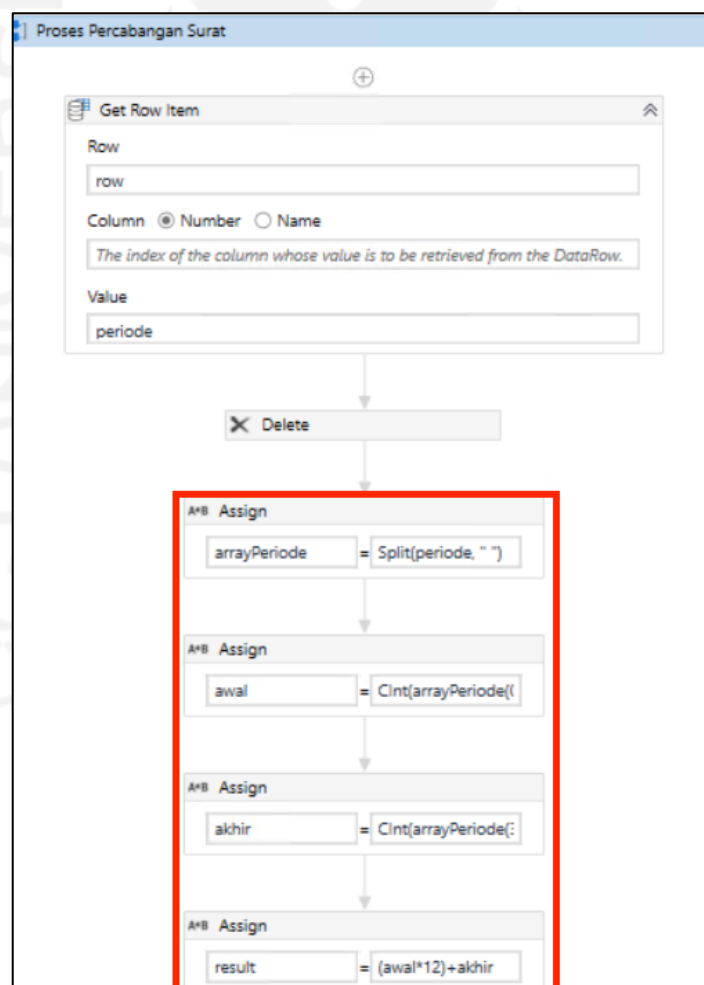 Proses Percabangan Surat
Get Row Item
Row
row
Column Number Name
The index of the column whose value is to be retrieved from the DataRow.
Value
periode
Delete
A*B Assign
arrayPeriode = Split(periode, " ")
A*B Assign
awal = CInt(arrayPeriode(
A*B Assign
akhir = CInt(arrayPeriode(
A*B Assign
result = (awal*12)+akhir